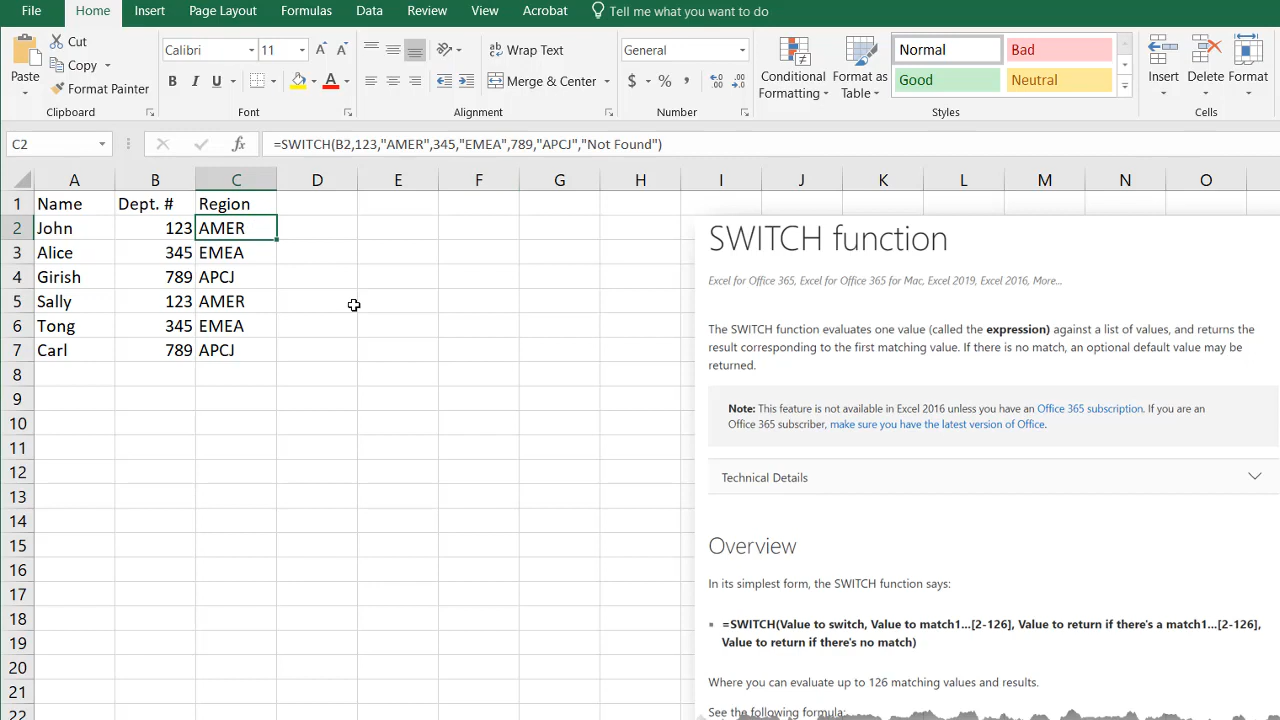 File Home Insert Page Layout Formulas Data Review View Acrobat Tell me what you want to do
Cut
Copy
Format Painter
Paste
Clipboard
Calibri 11
B I U
Font
Wrap Text
Merge & Center
Alignment
General
$ % ,
Number
Conditional Formatting
Format as Table
Normal Bad
Good Neutral
Styles
Insert Delete Format
Cells
C2 fx =SWITCH(B2,123,"AMER",345,"EMEA",789,"APCJ","Not Found")
A B C D E F G H I J K L M N O
1 Name Dept. # Region
2 John 123 AMER
3 Alice 345 EMEA
4 Girish 789 APCJ
5 Sally 123 AMER
6 Tong 345 EMEA
7 Carl 789 APCJ
8
9
10
11
12
13
14
15
16
17
18
19
20
21
22
SWITCH function
Excel for Office 365, Excel for Office 365 for Mac, Excel 2019, Excel 2016, More...
The SWITCH function evaluates one value (called the expression) against a list of values, and returns the
result corresponding to the first matching value. If there is no match, an optional default value may be
returned.
Note: This feature is not available in Excel 2016 unless you have an Office 365 subscription. If you are an
Office 365 subscriber, make sure you have the latest version of Office.
Technical Details
Overview
In its simplest form, the SWITCH function says:
=SWITCH(Value to switch, Value to match1...[2-126], Value to return if there's a match1...[2-126],
Value to return if there's no match)
Where you can evaluate up to 126 matching values and results.
See the following formula: